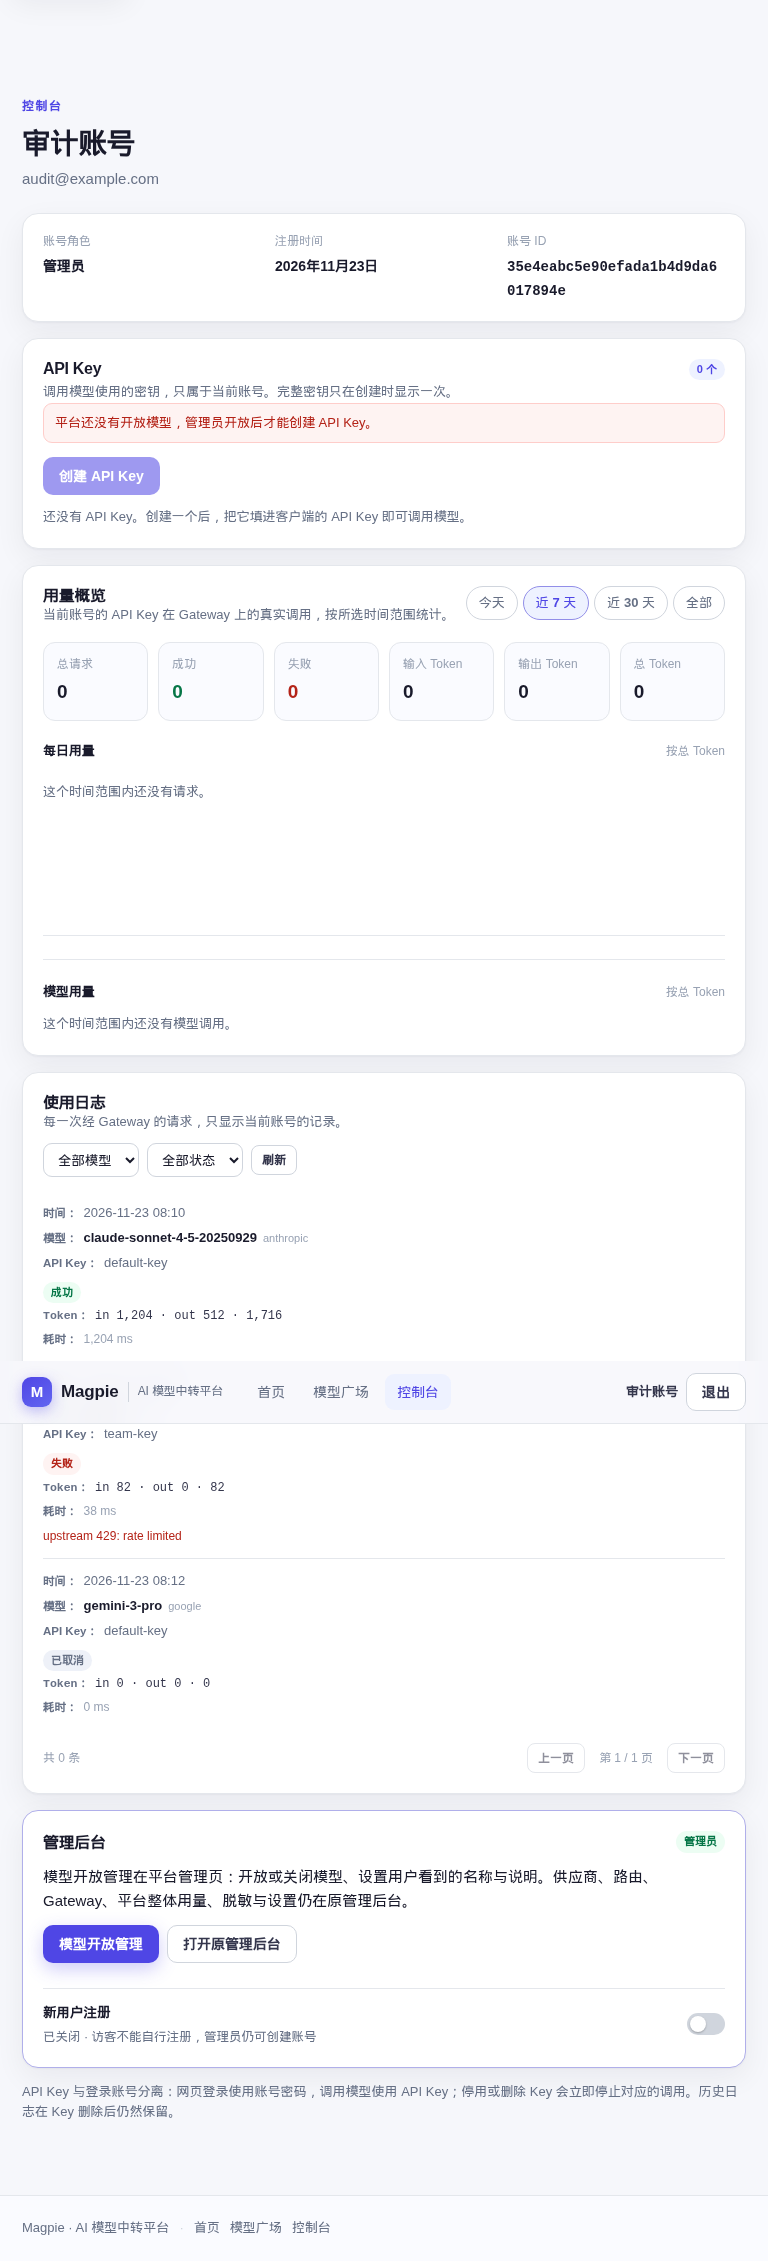 控制台
审计账号
audit@example.com
账号角色
管理员
注册时间
2026年11月23日
账号 ID
35e4eabc5e90efada1b4d9da6
017894e
API Key
0 个
调用模型使用的密钥，只属于当前账号。完整密钥只在创建时显示一次。
平台还没有开放模型，管理员开放后才能创建 API Key。
创建 API Key
还没有 API Key。创建一个后，把它填进客户端的 API Key 即可调用模型。
用量概览
当前账号的 API Key 在 Gateway 上的真实调用，按所选时间范围统计。
今天
近 7 天
近 30 天
全部
总请求
0
成功
0
失败
0
输入 Token
0
输出 Token
0
总 Token
0
每日用量
按总 Token
这个时间范围内还没有请求。
模型用量
按总 Token
这个时间范围内还没有模型调用。
使用日志
每一次经 Gateway 的请求，只显示当前账号的记录。
全部模型
全部状态
刷新
时间： 2026-11-23 08:10
模型： claude-sonnet-4-5-20250929 anthropic
API Key： default-key
成功
Token： in 1,204 · out 512 · 1,716
耗时： 1,204 ms
M Magpie AI 模型中转平台 首页 模型广场 控制台 审计账号 退出
API Key： team-key
失败
Token： in 82 · out 0 · 82
耗时： 38 ms
upstream 429: rate limited
时间： 2026-11-23 08:12
模型： gemini-3-pro google
API Key： default-key
已取消
Token： in 0 · out 0 · 0
耗时： 0 ms
共 0 条
上一页
第 1 / 1 页
下一页
管理后台
管理员
模型开放管理在平台管理页：开放或关闭模型、设置用户看到的名称与说明。供应商、路由、
Gateway、平台整体用量、脱敏与设置仍在原管理后台。
模型开放管理
打开原管理后台
新用户注册
已关闭 · 访客不能自行注册，管理员仍可创建账号
API Key 与登录账号分离：网页登录使用账号密码，调用模型使用 API Key；停用或删除 Key 会立即停止对应的调用。历史日
志在 Key 删除后仍然保留。
Magpie · AI 模型中转平台 · 首页 模型广场 控制台